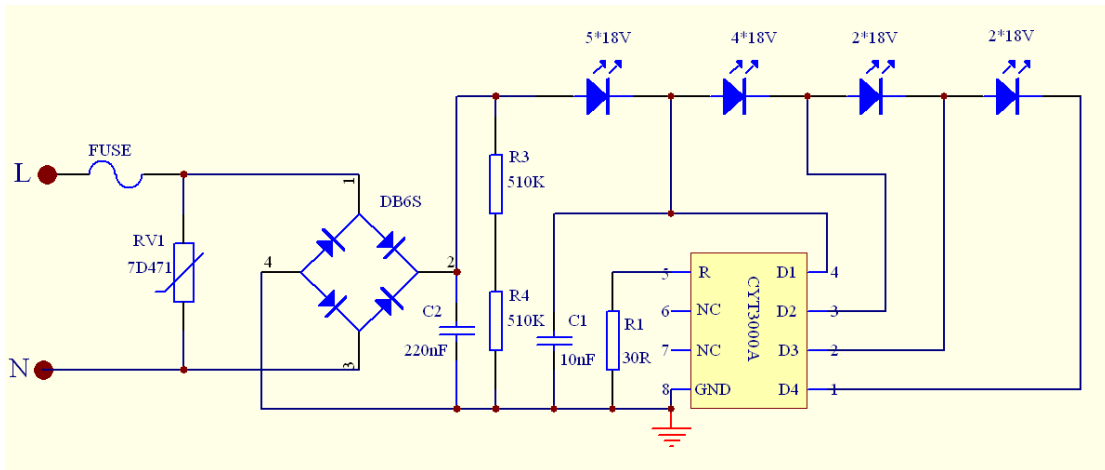 5*18V
4*18V
2*18V
2*18V
FUSE
L
1
R3
510K
DB6S
RV1
7D471
4
2
5
R
D1
4
CYT3000A
C2
220nF
R4
510K
C1
10nF
R1
30R
6
NC
D2
3
7
NC
D3
2
N
3
8
GND
D4
1